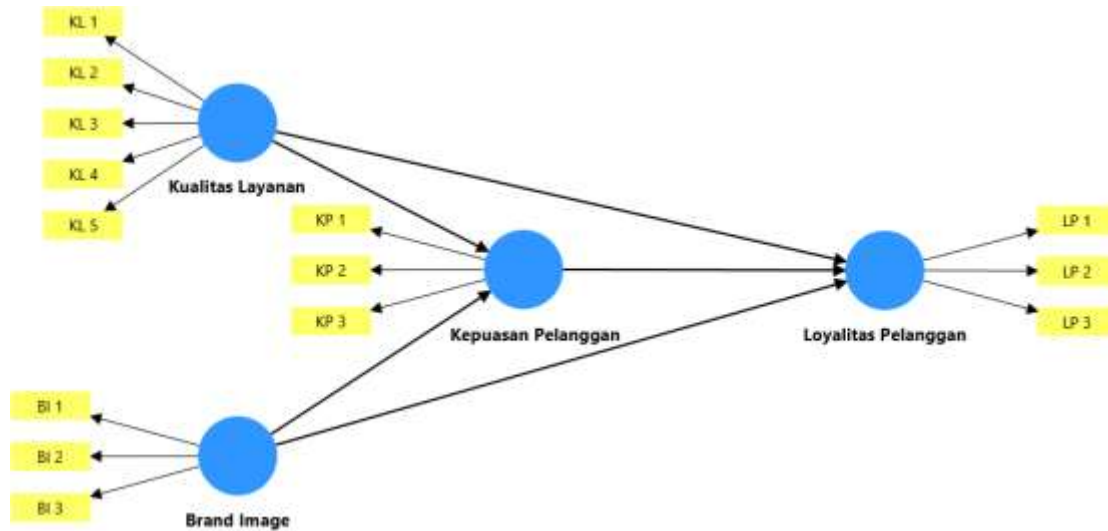 KL 1
KL 2
KL 3
KL 4
KL 5
Kualitas Layanan
KP 1
KP 2
KP 3
Kepuasan Pelanggan
LP 1
LP 2
LP 3
Loyalitas Pelanggan
BI 1
BI 2
BI 3
Brand Image